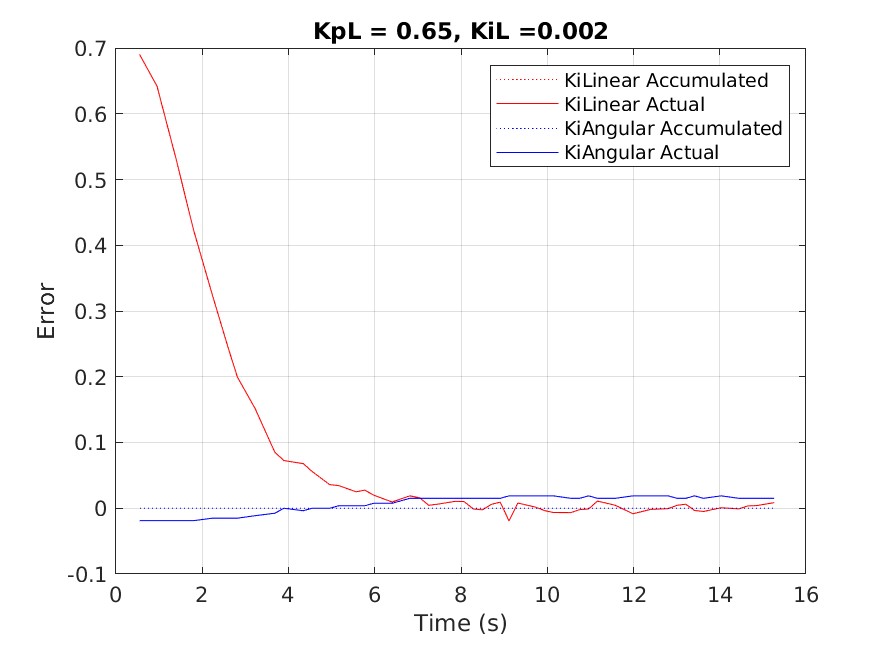 KpL = 0.65, KiL =0.002
KiLinear Accumulated
KiLinear Actual
KiAngular Accumulated
KiAngular Actual
0.7
0.6
0.5
0.4
0.3
0.2
0.1
0
-0.1
Error
0 2 4 6 8 10 12 14 16
Time (s)